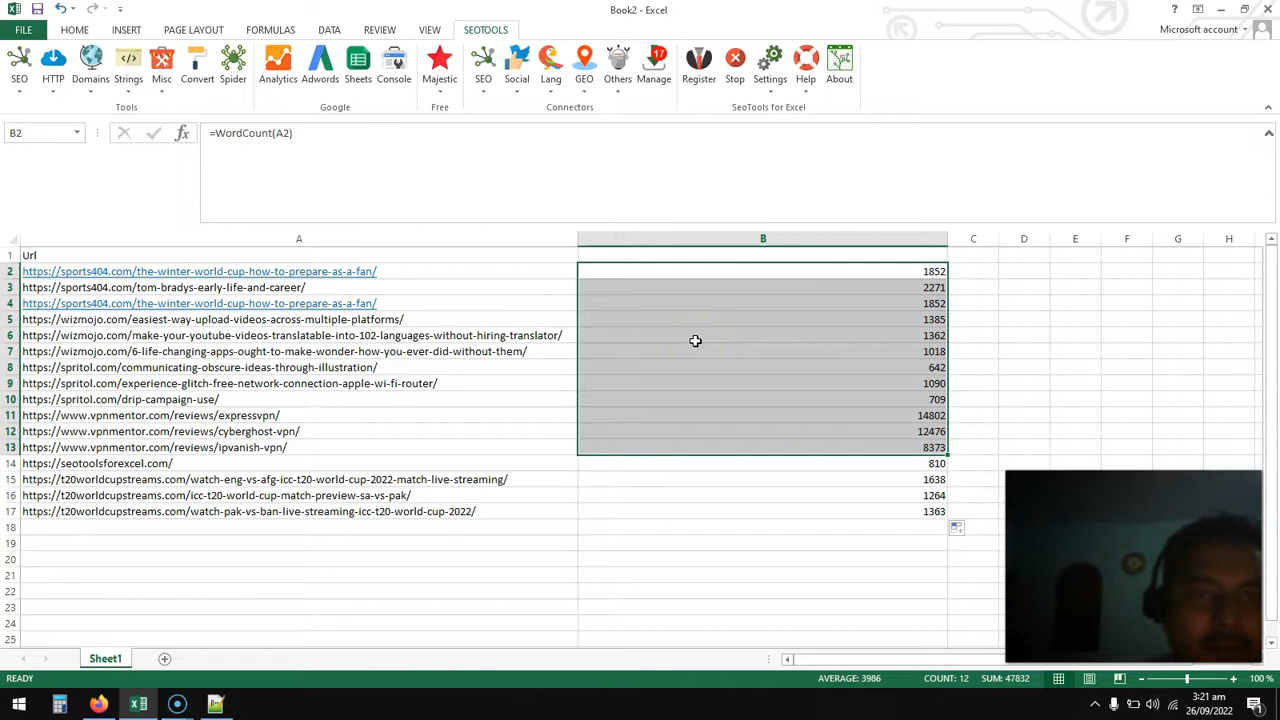 Book2 - Excel
Microsoft account
FILE HOME INSERT PAGE LAYOUT FORMULAS DATA REVIEW VIEW SEOTOOLS
SEO HTTP Domains Strings Misc Convert Spider Analytics Adwords Sheets Console Majestic SEO Social Lang GEO Others Manage Register Stop Settings Help About
17
Tools Google Free Connectors SeoTools for Excel
B2 fx =WordCount(A2)
A B C D E F G H
1 Url
2 https://sports404.com/the-winter-world-cup-how-to-prepare-as-a-fan/ 1852
3 https://sports404.com/tom-bradys-early-life-and-career/ 2271
4 https://sports404.com/the-winter-world-cup-how-to-prepare-as-a-fan/ 1852
5 https://wizmojo.com/easiest-way-upload-videos-across-multiple-platforms/ 1385
6 https://wizmojo.com/make-your-youtube-videos-translatable-into-102-languages-without-hiring-translator/ 1362
7 https://wizmojo.com/6-life-changing-apps-ought-to-make-wonder-how-you-ever-did-without-them/ 1018
8 https://spritol.com/communicating-obscure-ideas-through-illustration/ 642
9 https://spritol.com/experience-glitch-free-network-connection-apple-wi-fi-router/ 1090
10 https://spritol.com/drip-campaign-use/ 709
11 https://www.vpnmentor.com/reviews/expressvpn/ 14802
12 https://www.vpnmentor.com/reviews/cyberghost-vpn/ 12476
13 https://www.vpnmentor.com/reviews/ipvanish-vpn/ 8373
14 https://seotoolsforexcel.com/ 810
15 https://t20worldcupstreams.com/watch-eng-vs-afg-icc-t20-world-cup-2022-match-live-streaming/ 1638
16 https://t20worldcupstreams.com/icc-t20-world-cup-match-preview-sa-vs-pak/ 1264
17 https://t20worldcupstreams.com/watch-pak-vs-ban-live-streaming-icc-t20-world-cup-2022/ 1363
18
19
20
21
22
23
24
25
Sheet1
READY AVERAGE: 3986 COUNT: 12 SUM: 47832 100 %
3:21 am
26/09/2022